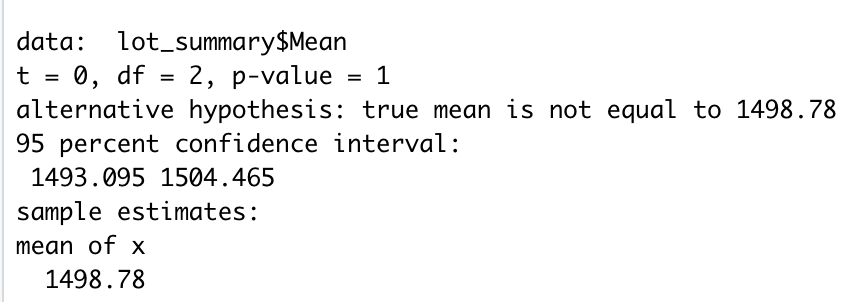 data:  lot_summary$Mean
t = 0, df = 2, p-value = 1
alternative hypothesis: true mean is not equal to 1498.78
95 percent confidence interval:
 1493.095 1504.465
sample estimates:
mean of x
  1498.78